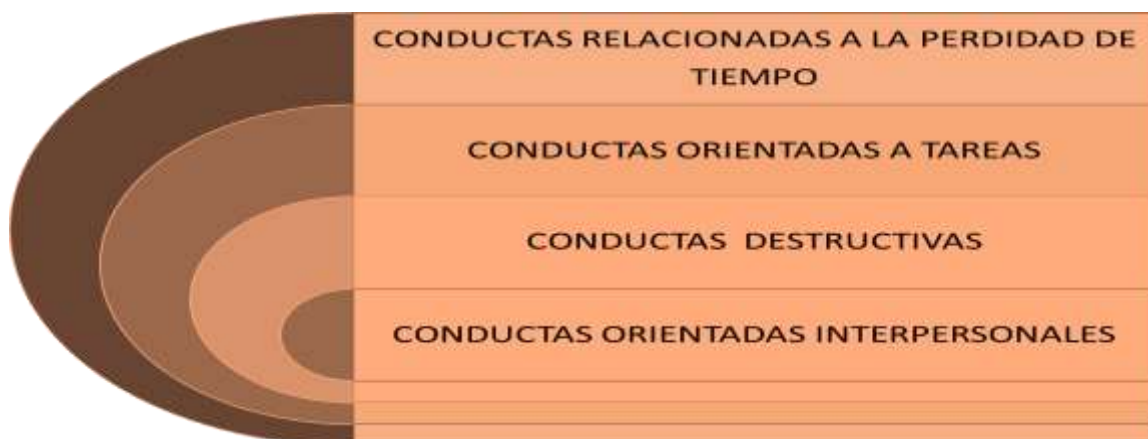 CONDUCTAS RELACIONADAS A LA PERDIDAD DE
TIEMPO
CONDUCTAS ORIENTADAS A TAREAS
CONDUCTAS DESTRUCTIVAS
CONDUCTAS ORIENTADAS INTERPERSONALES